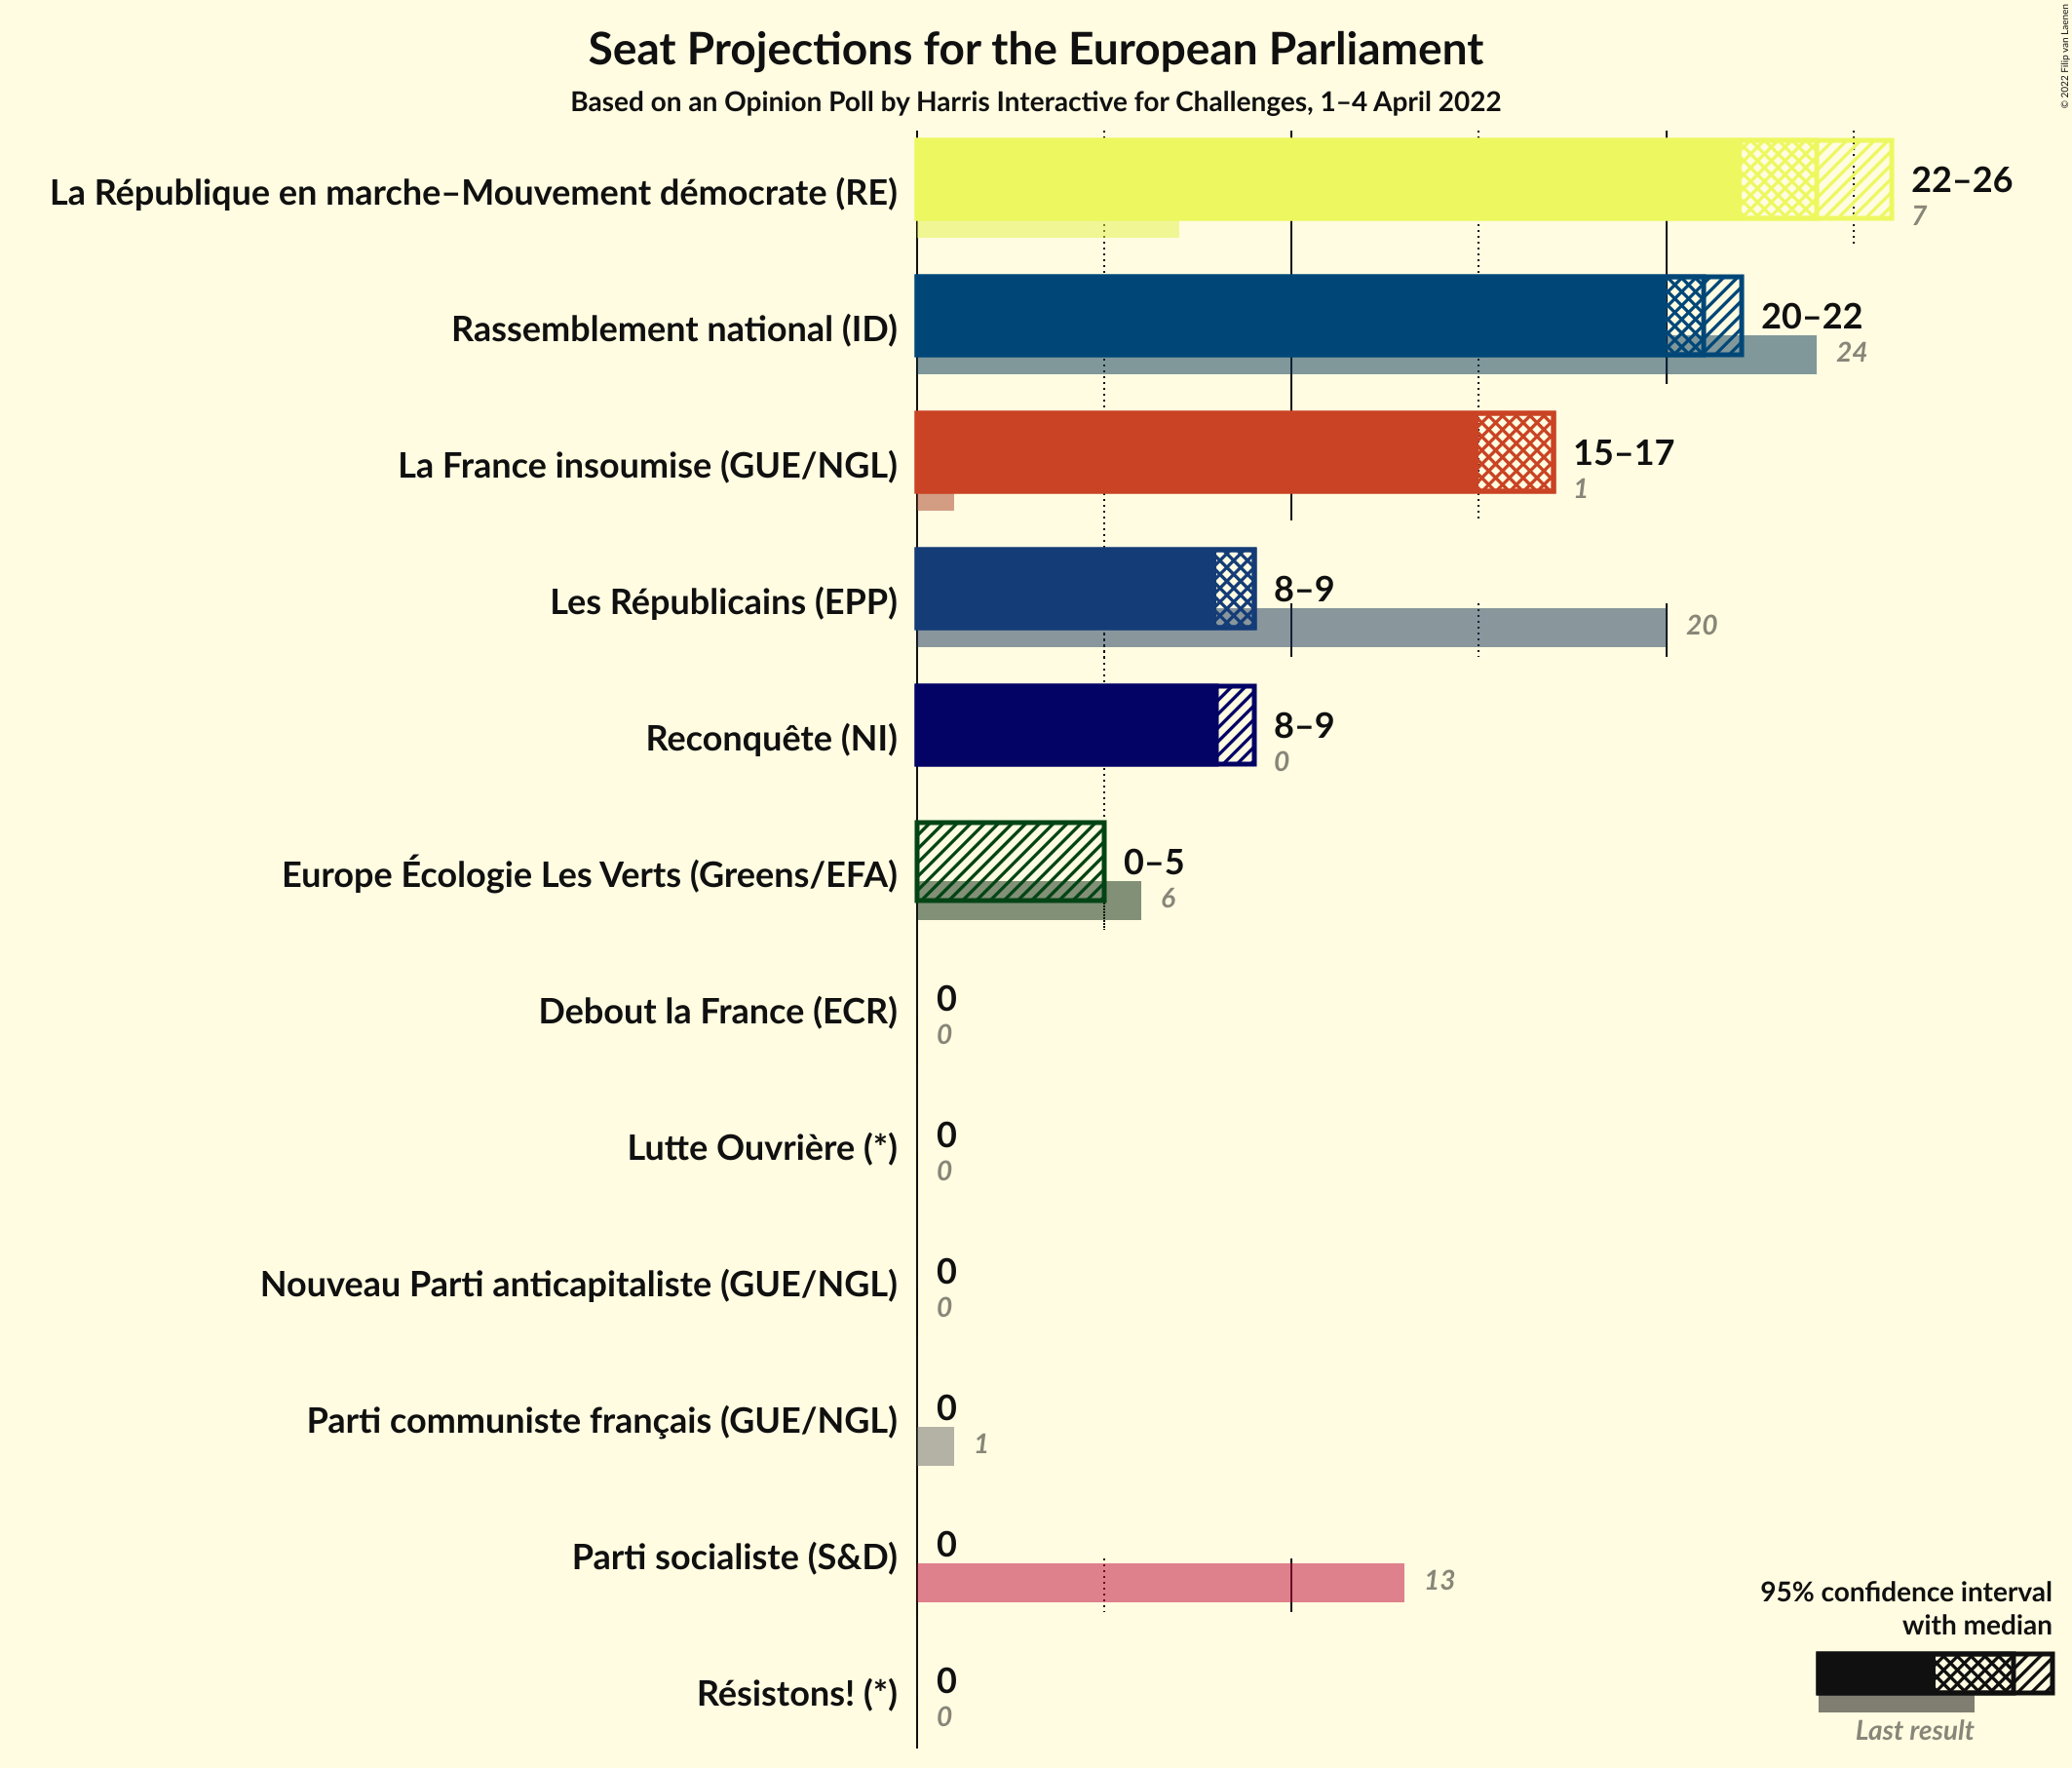 Seat Projections for the European Parliament
Based on an Opinion Poll by Harris Interactive for Challenges, 1–4 April 2022
© 2022 Filip van Laenen
La République en marche–Mouvement démocrate (RE)
22–26
7
Rassemblement national (ID)
20–22
24
La France insoumise (GUE/NGL)
15–17
1
Les Républicains (EPP)
8–9
20
Reconquête (NI)
8–9
0
Europe Écologie Les Verts (Greens/EFA)
0–5
6
Debout la France (ECR)
0
0
Lutte Ouvrière (*)
0
0
Nouveau Parti anticapitaliste (GUE/NGL)
0
0
Parti communiste français (GUE/NGL)
0
1
Parti socialiste (S&D)
0
13
Résistons! (*)
0
0
95% confidence interval
with median
Last result